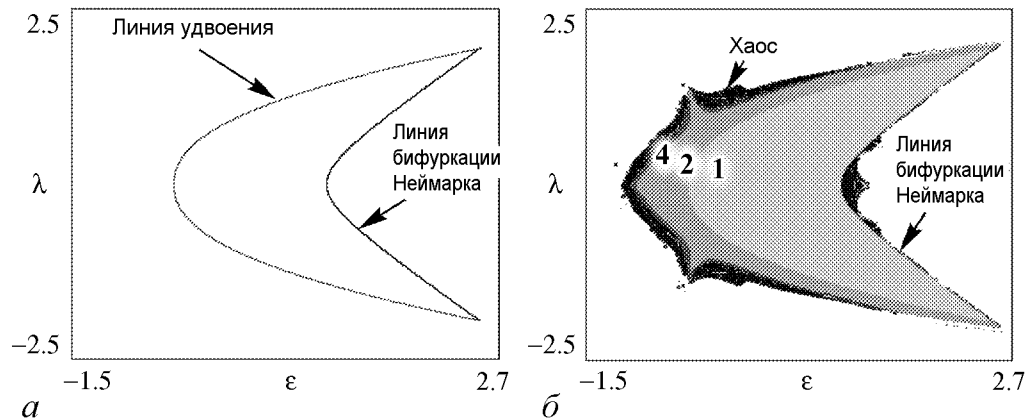 2.5
Линия удвоения
λ
Линия
бифуркации
Неймарка
−2.5
−1.5
ε
2.7
а
2.5
Хаос
λ
4
2
1
Линия
бифуркации
Неймарка
−2.5
−1.5
ε
2.7
б